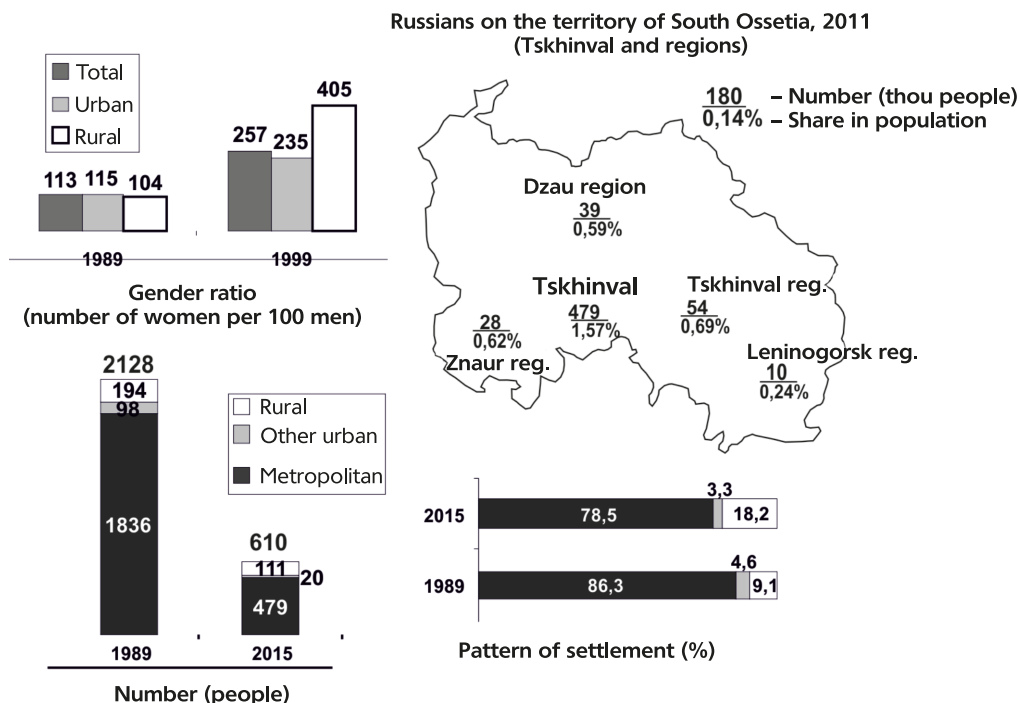 Russians on the territory of South Ossetia, 2011
(Tskhinval and regions)
Total
Urban
Rural
113
115
104
257
235
405
1989
1999
Gender ratio
(number of women per 100 men)
180
0,14%
– Number (thou people)
– Share in population
Dzau region
39
0,59%
Tskhinval
479
1,57%
Tskhinval reg.
54
0,69%
28
0,62%
Znaur reg.
Leninogorsk reg.
10
0,24%
2128
194
98
1836
610
111
20
479
1989
2015
Number (people)
Rural
Other urban
Metropolitan
2015
78,5
3,3
18,2
1989
86,3
4,6
9,1
Pattern of settlement (%)